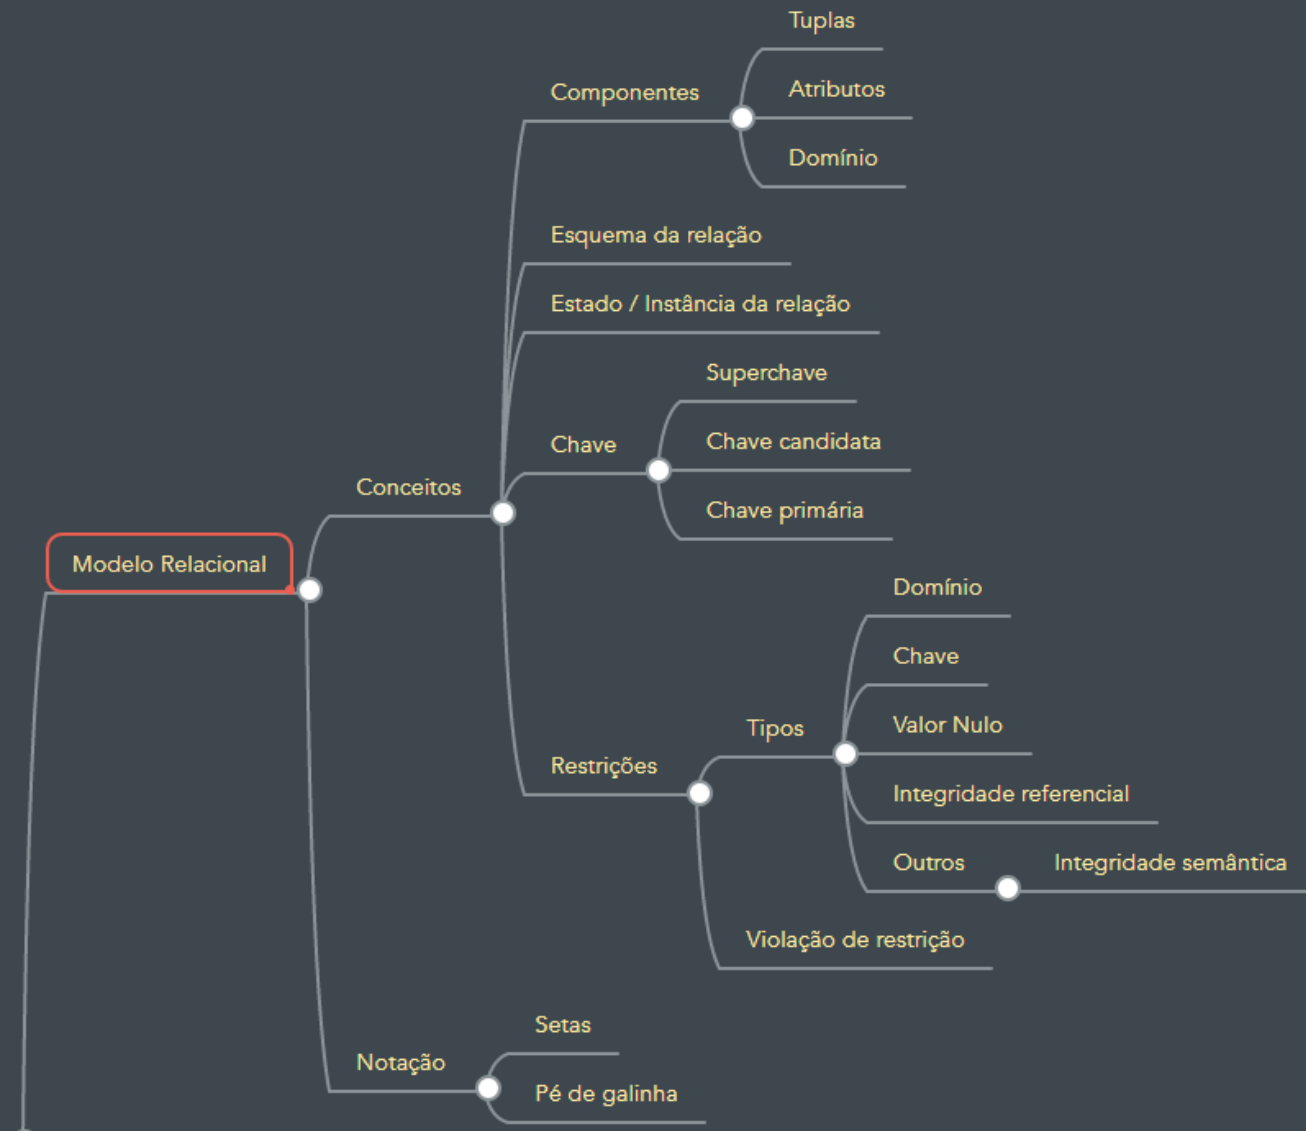 Modelo Relacional
Conceitos
Componentes
Tuplas
Atributos
Domínio
Esquema da relação
Estado / Instância da relação
Chave
Superchave
Chave candidata
Chave primária
Restrições
Tipos
Domínio
Chave
Valor Nulo
Integridade referencial
Outros
Integridade semântica
Violação de restrição
Notação
Setas
Pé de galinha